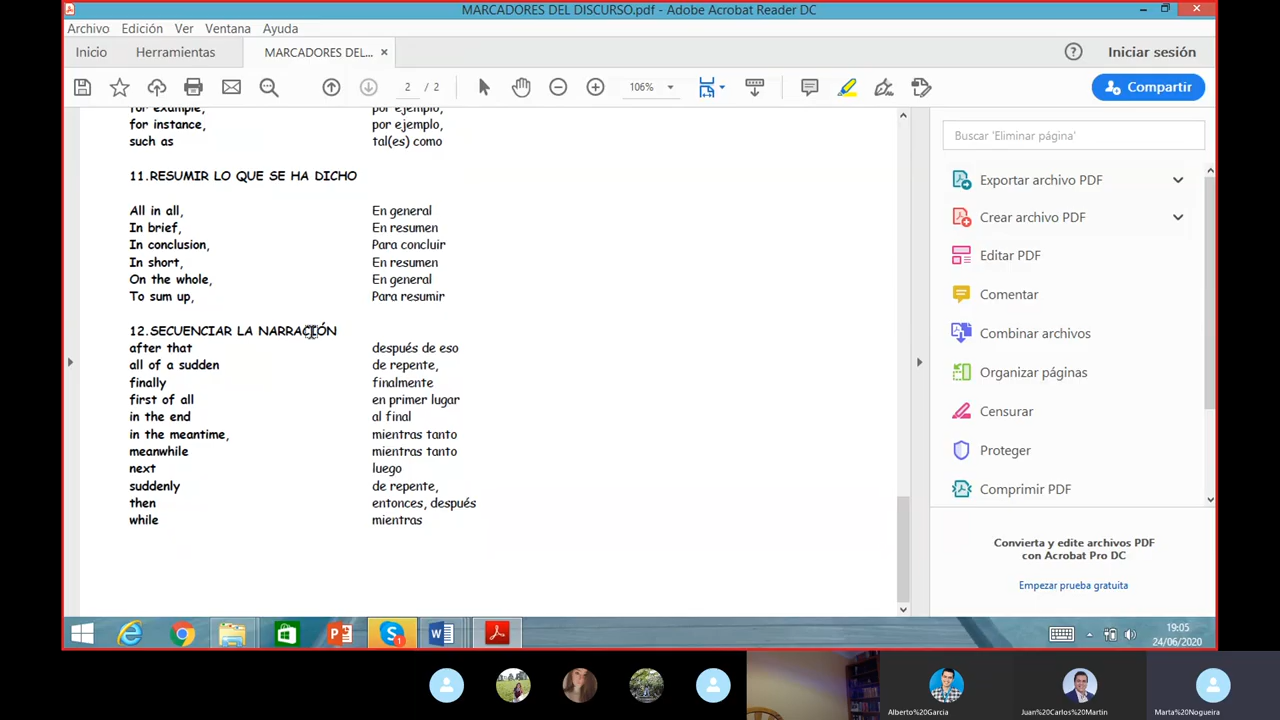 MARCADORES DEL DISCURSO.pdf - Adobe Acrobat Reader DC
Archivo Edición Ver Ventana Ayuda
Inicio Herramientas MARCADORES DEL... × Iniciar sesión
2 / 2 106% Compartir
for example, por ejemplo,
for instance, por ejemplo,
such as tal(es) como
11.RESUMIR LO QUE SE HA DICHO
All in all, En general
In brief, En resumen
In conclusion, Para concluir
In short, En resumen
On the whole, En general
To sum up, Para resumir
12.SECUENCIAR LA NARRACIÓN
after that después de eso
all of a sudden de repente,
finally finalmente
first of all en primer lugar
in the end al final
in the meantime, mientras tanto
meanwhile mientras tanto
next luego
suddenly de repente,
then entonces, después
while mientras
Buscar 'Eliminar página'
Exportar archivo PDF
Crear archivo PDF
Editar PDF
Comentar
Combinar archivos
Organizar páginas
Censurar
Proteger
Comprimir PDF
Convierta y edite archivos PDF
con Acrobat Pro DC
Empezar prueba gratuita
19:05
24/06/2020
Alberto%20Garcia Juan%20Carlos%20Martin Marta%20Nogueira